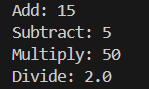 Add: 15
Subtract: 5
Multiply: 50
Divide: 2.0